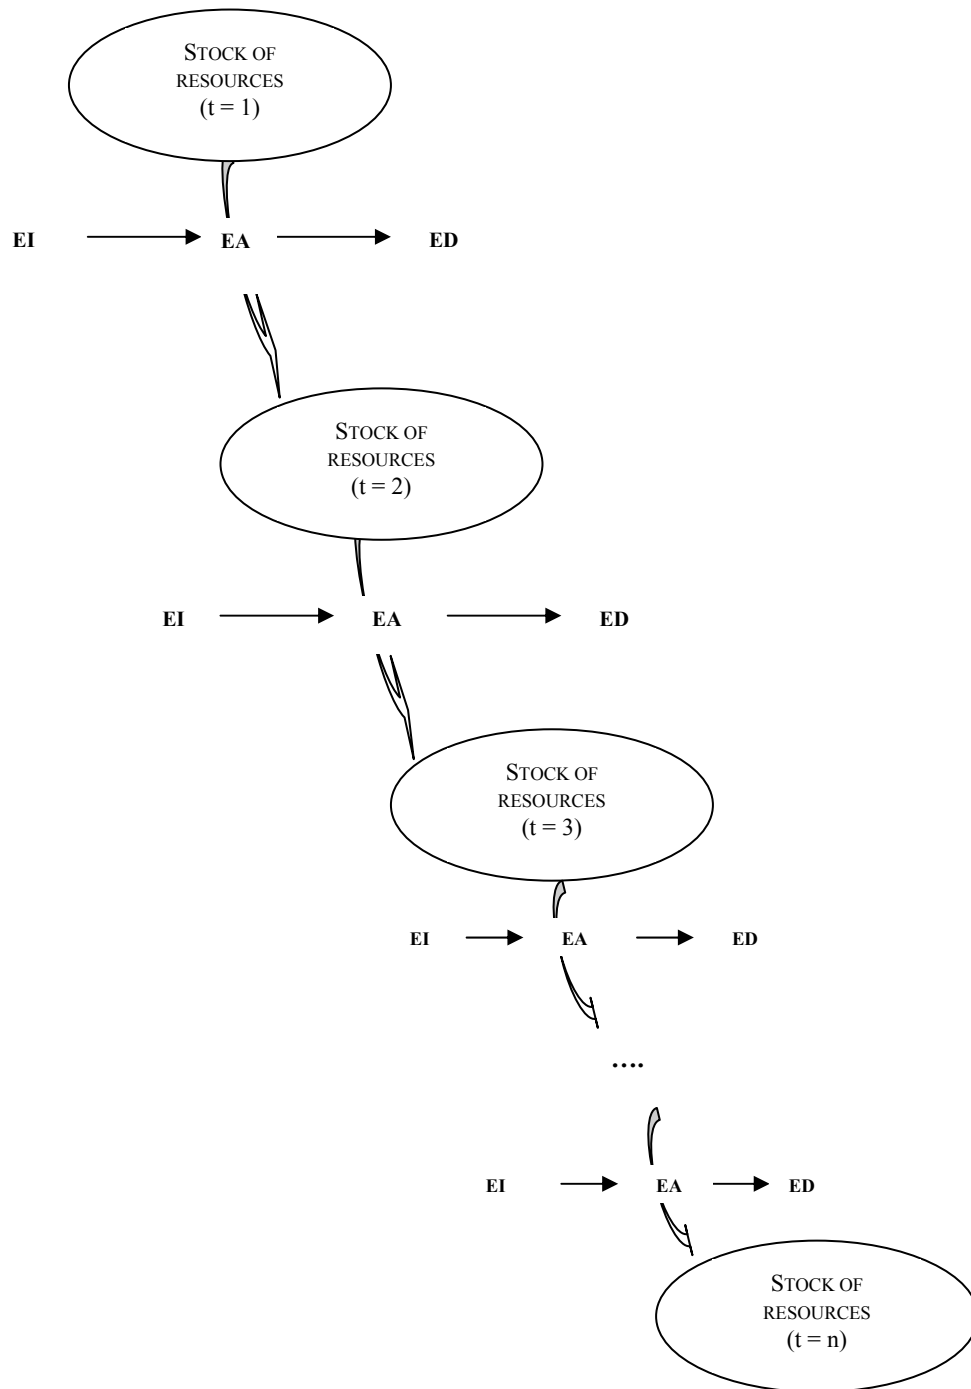 STOCK OF
RESOURCES
(t = 1)
EI EA ED
STOCK OF
RESOURCES
(t = 2)
EI EA ED
STOCK OF
RESOURCES
(t = 3)
EI EA ED
....
EI EA ED
STOCK OF
RESOURCES
(t = n)